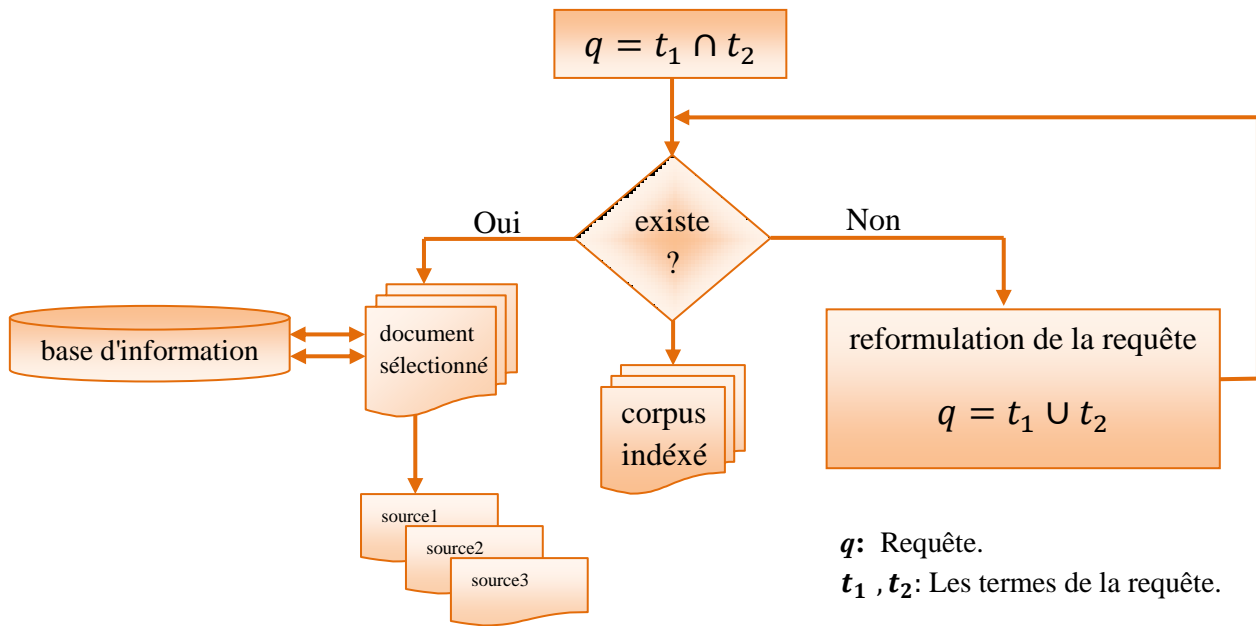 q = t₁ ∩ t₂
Oui
existe
?
Non
base d'information
document
sélectionné
corpus
indéxé
reformulation de la requête
q = t₁ ∪ t₂
source1
source2
source3
q: Requête.
t₁ , t₂: Les termes de la requête.